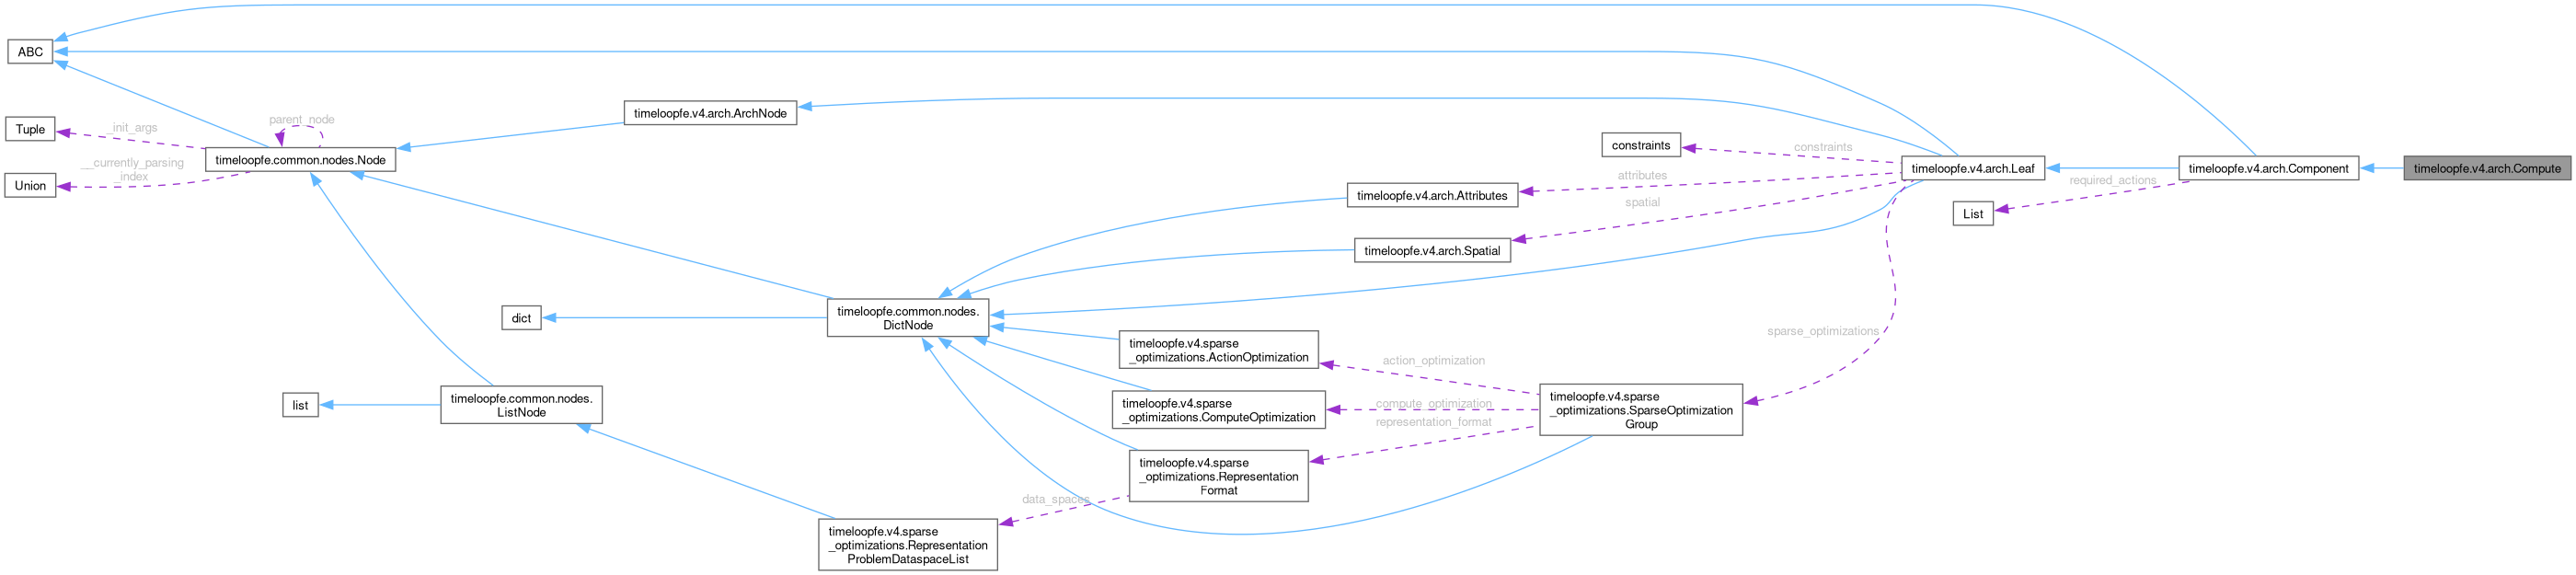 ABC
Tuple
Union
_init_args
__currently_parsing
_index
parent_node
timeloopfe.common.nodes.Node
timeloopfe.v4.arch.ArchNode
dict
list
timeloopfe.common.nodes.
ListNode
timeloopfe.common.nodes.
DictNode
timeloopfe.v4.sparse
_optimizations.Representation
ProblemDataspaceList
data_spaces
timeloopfe.v4.sparse
_optimizations.ActionOptimization
timeloopfe.v4.sparse
_optimizations.ComputeOptimization
timeloopfe.v4.sparse
_optimizations.Representation
Format
timeloopfe.v4.arch.Attributes
timeloopfe.v4.arch.Spatial
constraints
constraints
attributes
spatial
action_optimization
compute_optimization
representation_format
timeloopfe.v4.sparse
_optimizations.SparseOptimization
Group
sparse_optimizations
timeloopfe.v4.arch.Leaf
List
required_actions
timeloopfe.v4.arch.Component
timeloopfe.v4.arch.Compute